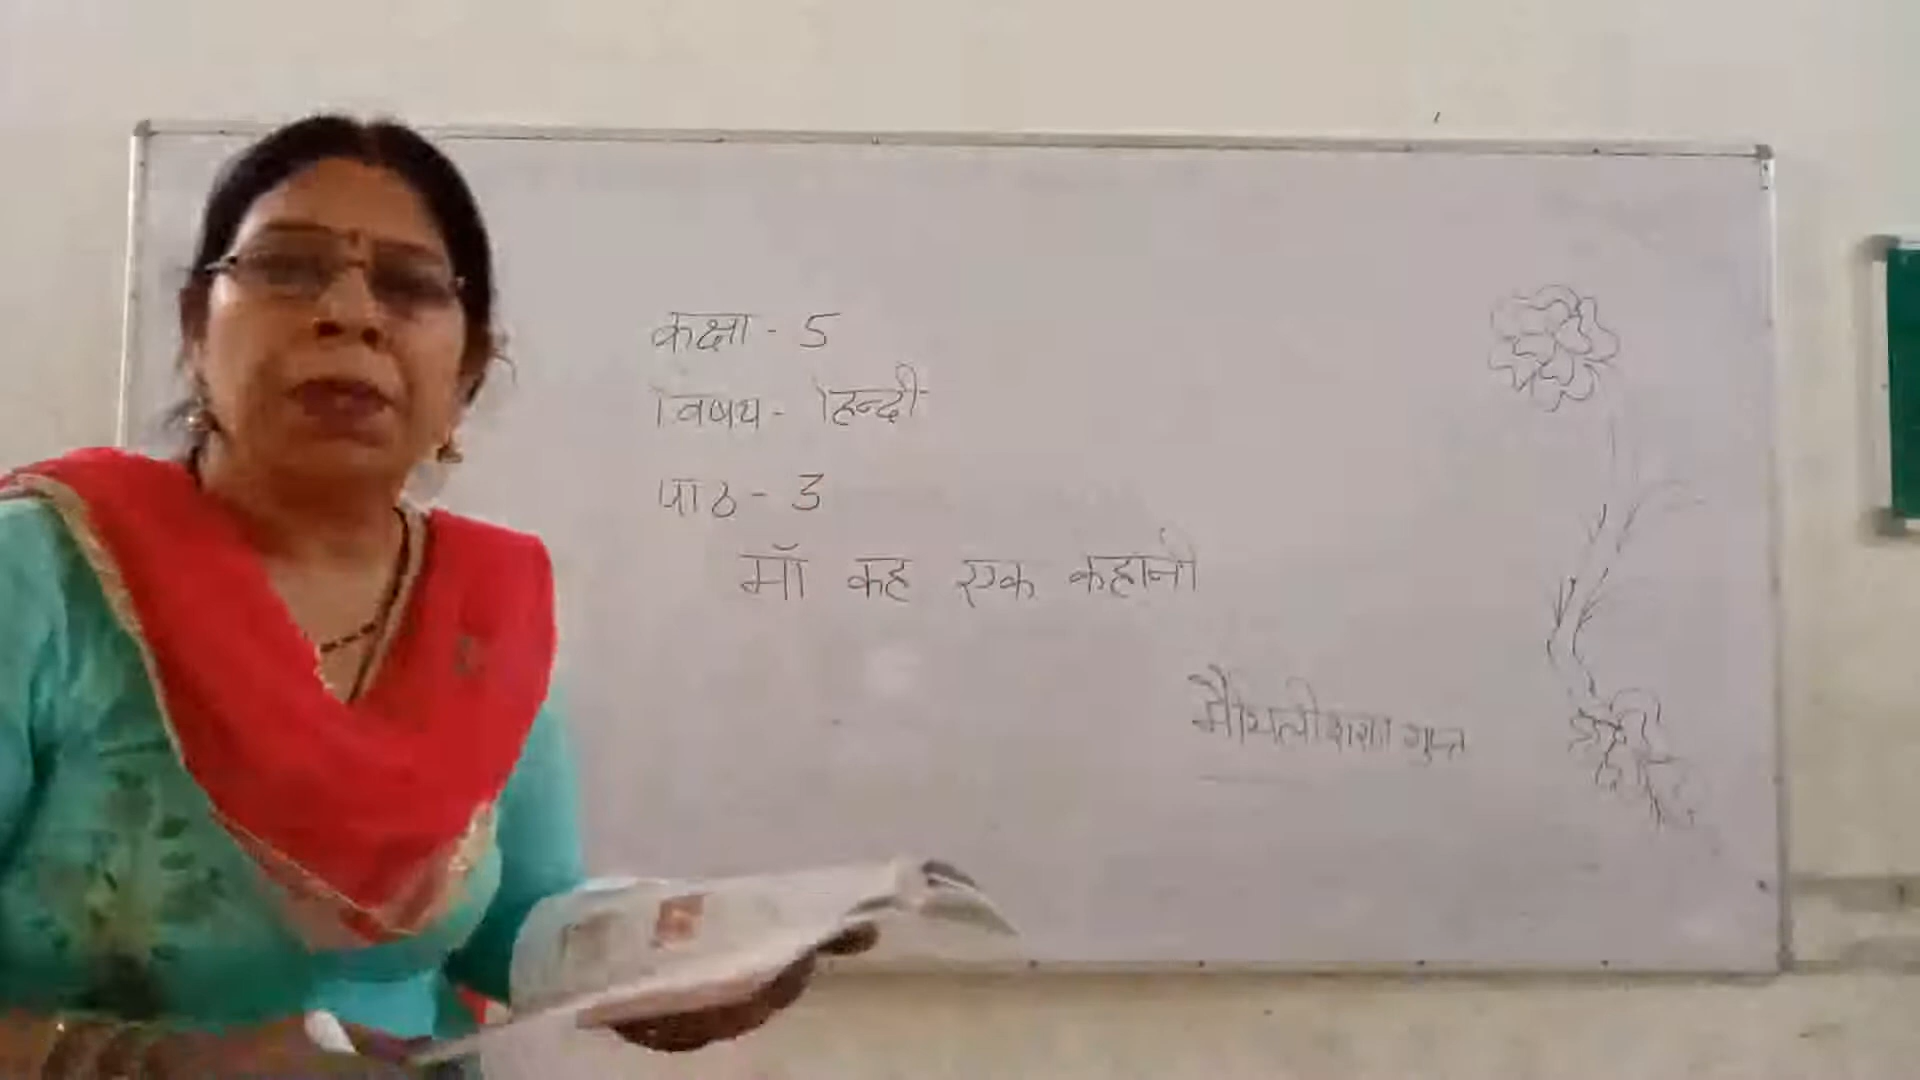 कक्षा - 5
विषय - हिन्दी
पाठ - 3
माँ कह एक कहानी
मैथिलीशरण गुप्त